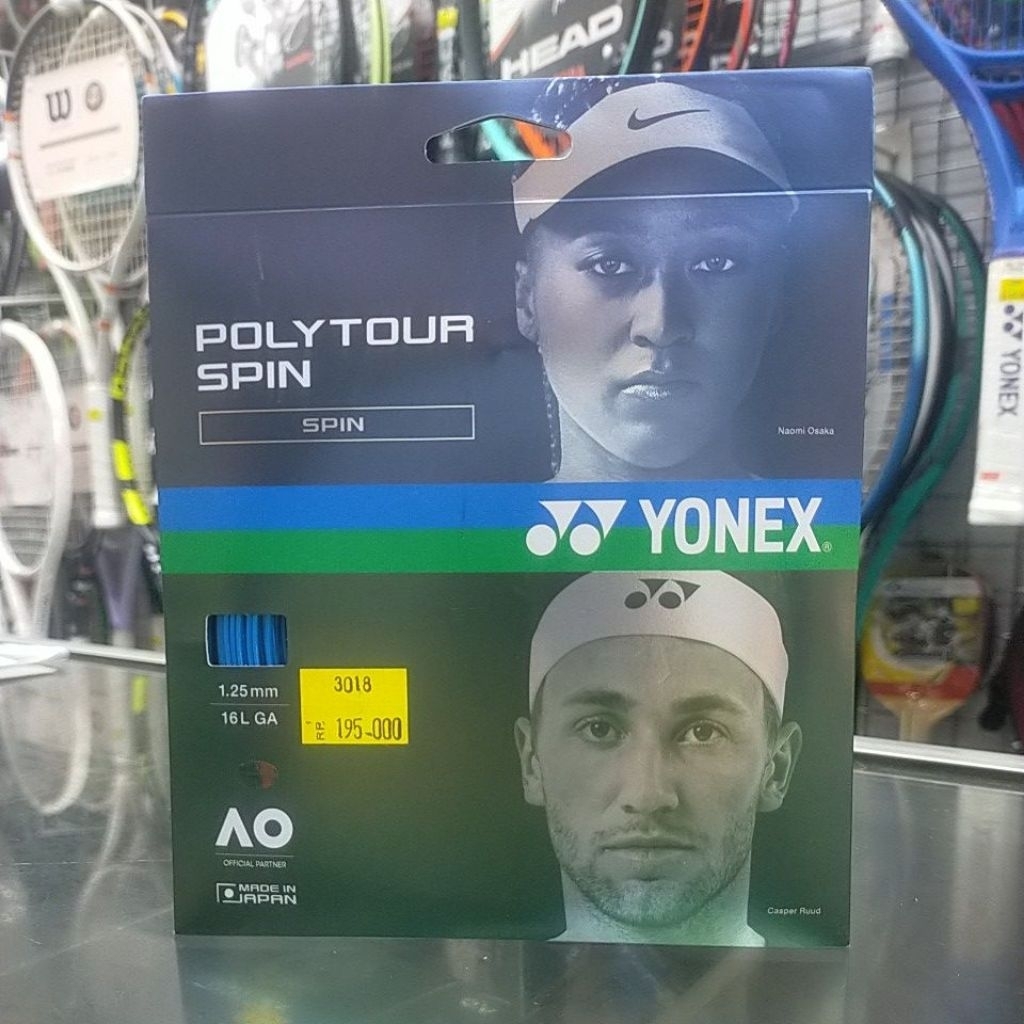 HEAD
W
POLYTOUR
SPIN
SPIN
Naomi Osaka
YONEX®
1.25mm
16L GA
3018
RP. 195-000
AO
OFFICIAL PARTNER
MADE IN
JAPAN
Casper Ruud
YONEX